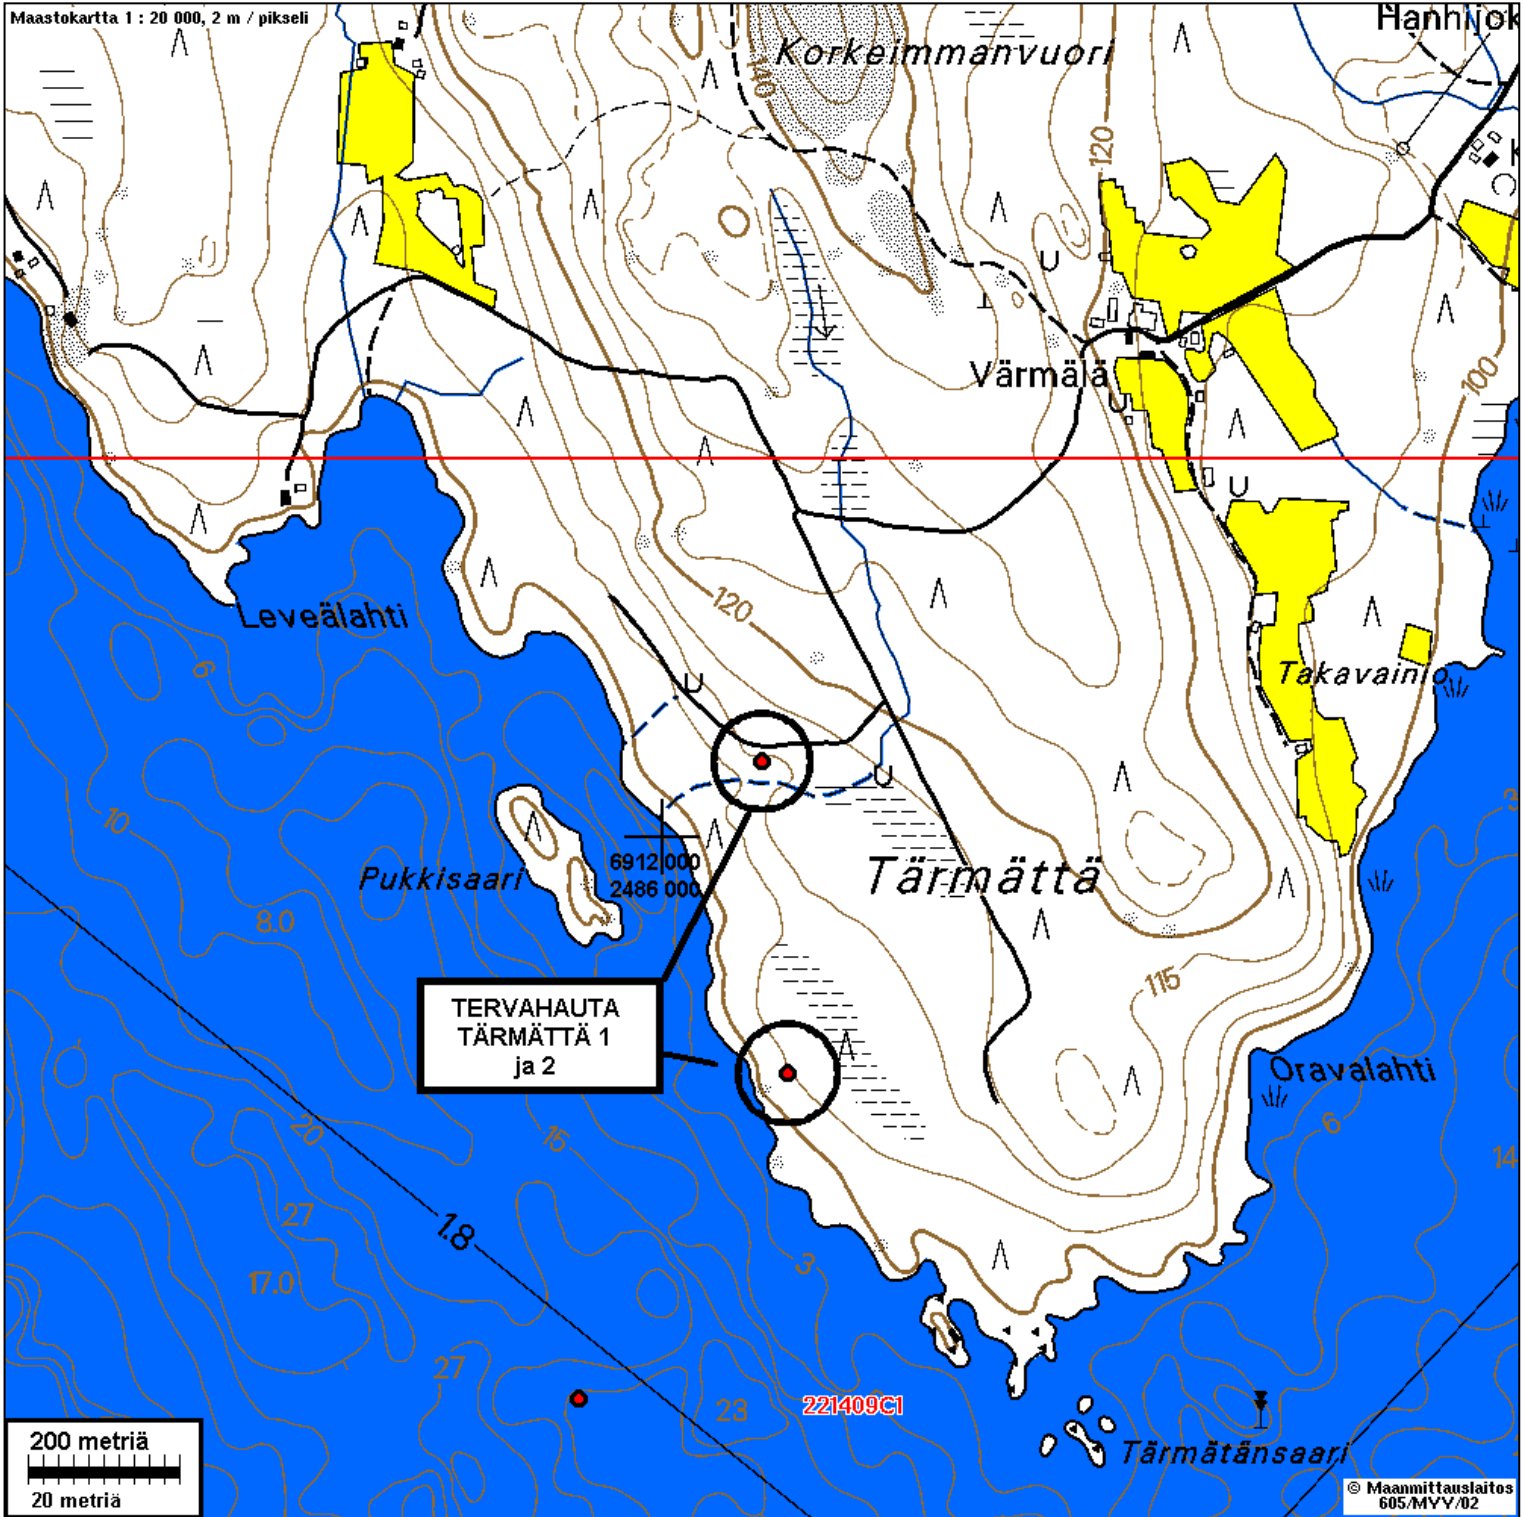 Maastokartta 1 : 20 000, 2 m / pikseli
Hanhijok
Korkeimmanvuori
140
120
K
Värmälä
100
Leveälahti
120
6
Takavainio
10
3
6912 000
2486 000
Pukkisaari
Tärmättä
8.0
115
TERVAHAUTA
TÄRMÄTTÄ 1
ja 2
Oravalahti
20
15
6
14
27
1.8
3
17.0
27
23
221409C1
Tärmätänsaari
200 metriä
20 metriä
© Maanmittauslaitos
605/MYY/02